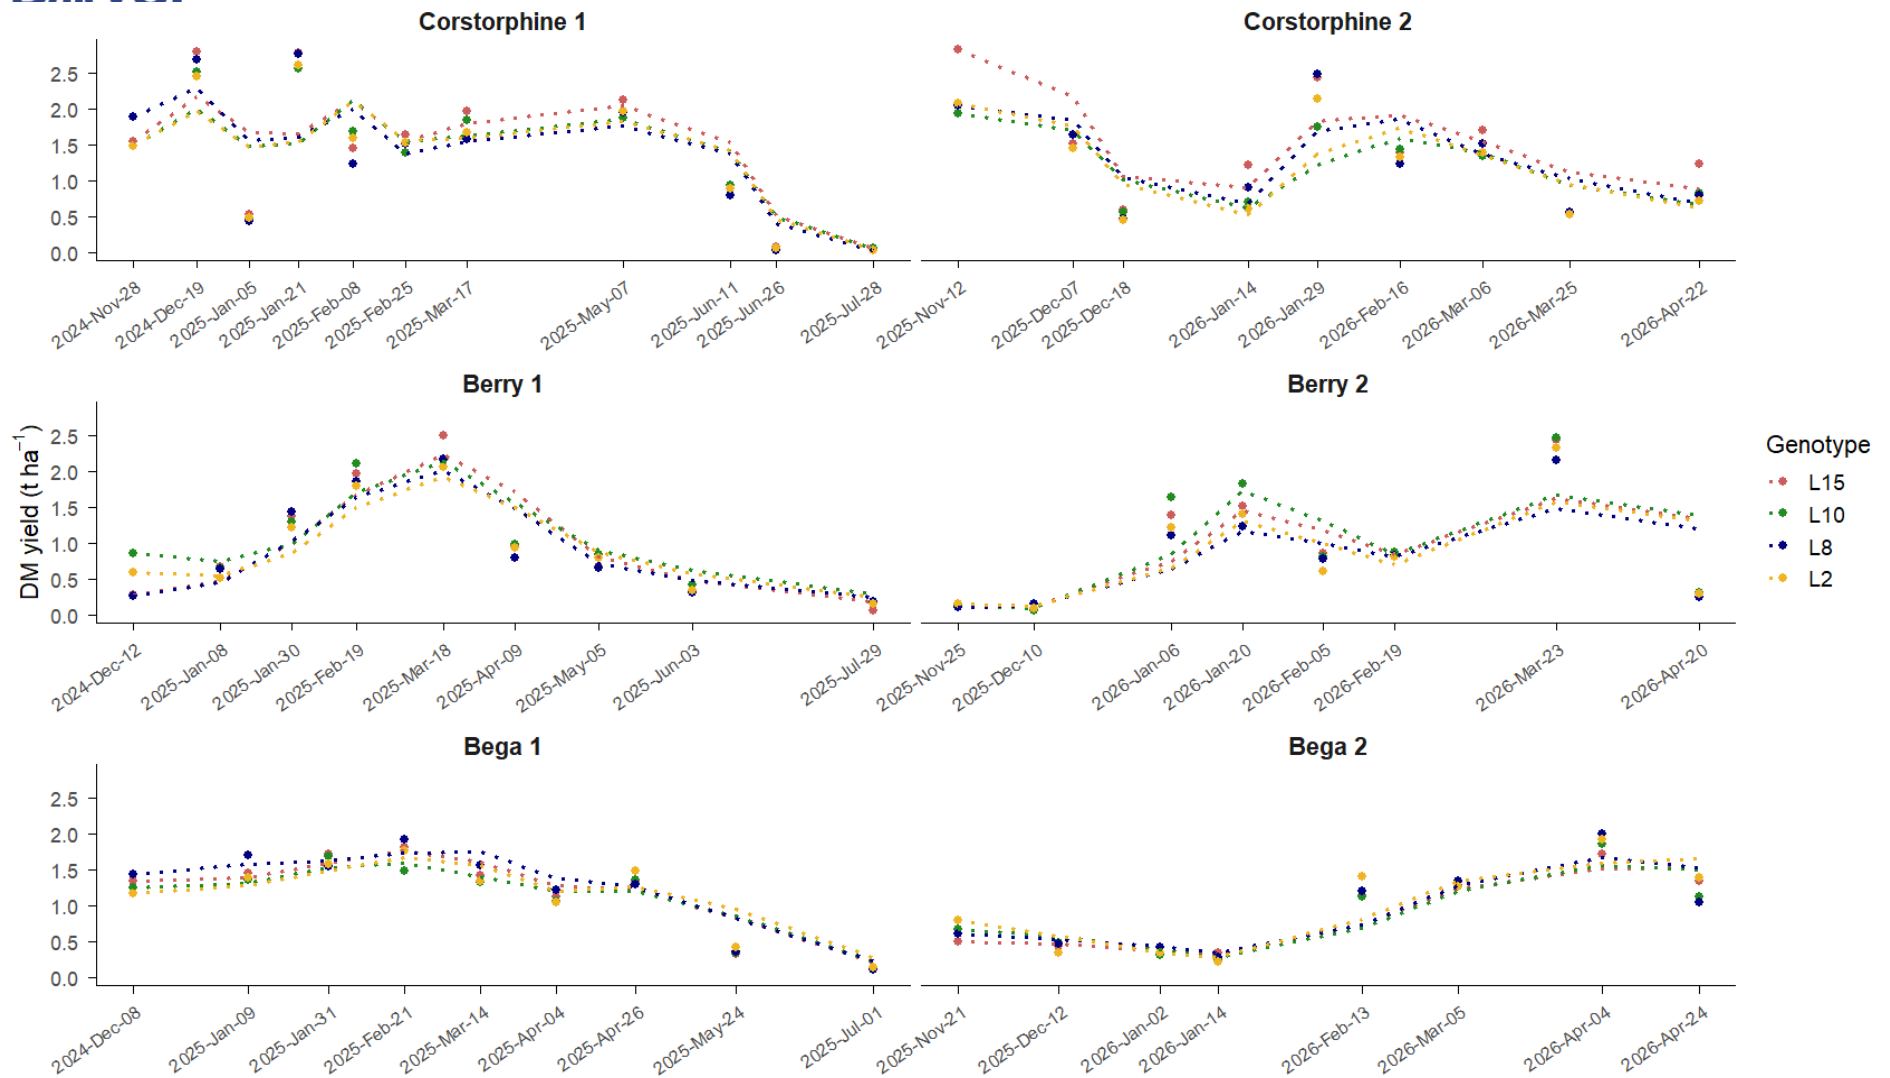 Corstorphine 1
Corstorphine 2
2.5
2.0
1.5
1.0
0.5
0.0
2024-Nov-28
2024-Dec-19
2025-Jan-05
2025-Jan-21
2025-Feb-08
2025-Feb-25
2025-Mar-17
2025-May-07
2025-Jun-11
2025-Jun-26
2025-Jul-28
2025-Nov-12
2025-Dec-07
2025-Dec-18
2026-Jan-14
2026-Jan-29
2026-Feb-16
2026-Mar-06
2026-Mar-25
2026-Apr-22
Berry 1
Berry 2
DM yield (t ha⁻¹)
2.5
2.0
1.5
1.0
0.5
0.0
2024-Dec-12
2025-Jan-08
2025-Jan-30
2025-Feb-19
2025-Mar-18
2025-Apr-09
2025-May-05
2025-Jun-03
2025-Jul-29
2025-Nov-25
2025-Dec-10
2026-Jan-06
2026-Jan-20
2026-Feb-05
2026-Feb-19
2026-Mar-23
2026-Apr-20
Genotype
L15
L10
L8
L2
Bega 1
Bega 2
2.5
2.0
1.5
1.0
0.5
0.0
2024-Dec-08
2025-Jan-09
2025-Jan-31
2025-Feb-21
2025-Mar-14
2025-Apr-04
2025-Apr-26
2025-May-24
2025-Jul-01
2025-Nov-21
2025-Dec-12
2026-Jan-02
2026-Jan-14
2026-Feb-13
2026-Mar-05
2026-Apr-04
2026-Apr-24